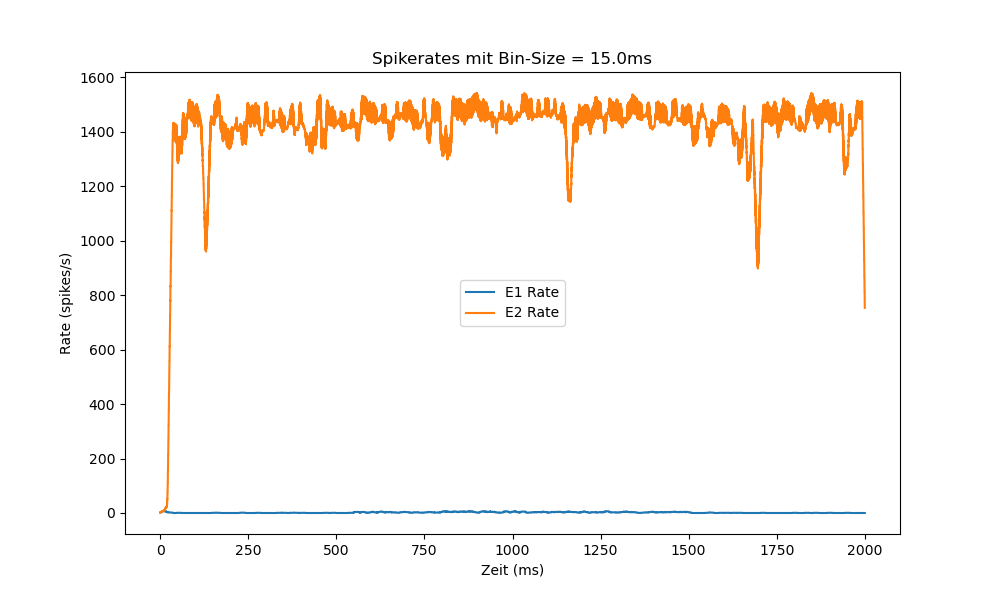 Spikerates mit Bin-Size = 15.0ms
1600
1400
1200
1000
800
600
400
200
0
Rate (spikes/s)
E1 Rate
E2 Rate
0 250 500 750 1000 1250 1500 1750 2000
Zeit (ms)